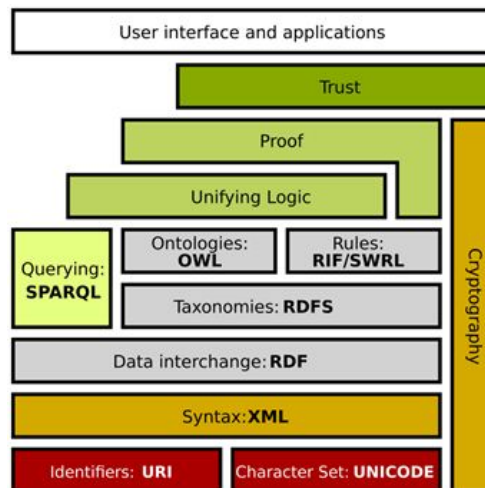 User interface and applications
Trust
Proof
Unifying Logic
Ontologies:
OWL
Rules:
RIF/SWRL
Querying:
SPARQL
Taxonomies: RDFS
Data interchange: RDF
Syntax:XML
Identifiers: URI
Character Set: UNICODE
Cryptography